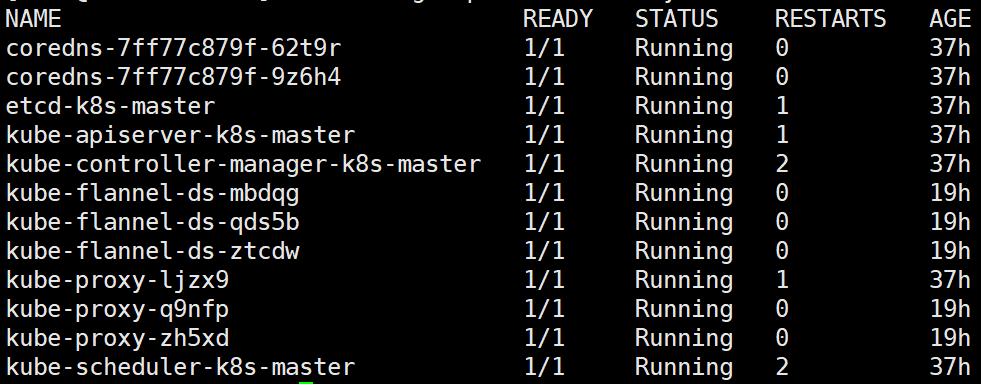 NAME READY STATUS RESTARTS AGE
coredns-7ff77c879f-62t9r 1/1 Running 0 37h
coredns-7ff77c879f-9z6h4 1/1 Running 0 37h
etcd-k8s-master 1/1 Running 1 37h
kube-apiserver-k8s-master 1/1 Running 1 37h
kube-controller-manager-k8s-master 1/1 Running 2 37h
kube-flannel-ds-mbdqg 1/1 Running 0 19h
kube-flannel-ds-qds5b 1/1 Running 0 19h
kube-flannel-ds-ztcdw 1/1 Running 0 19h
kube-proxy-ljzx9 1/1 Running 1 37h
kube-proxy-q9nfp 1/1 Running 0 19h
kube-proxy-zh5xd 1/1 Running 0 19h
kube-scheduler-k8s-master 1/1 Running 2 37h